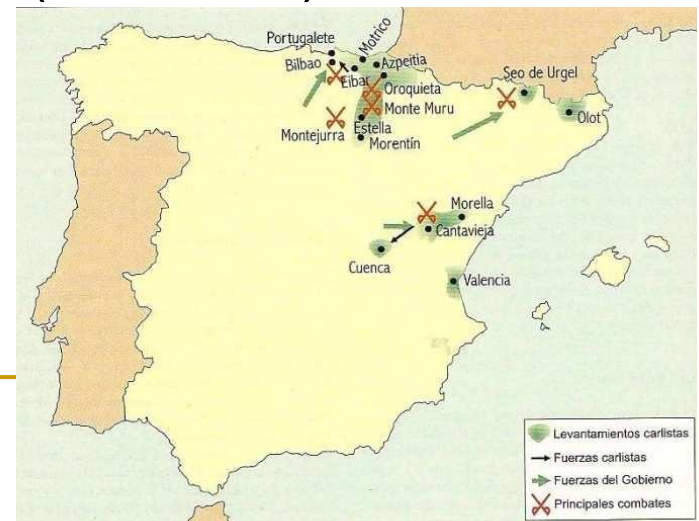 Portugalete
Motrico
Bilbao
Azpeitia
Eibar
Oroquieta
Monte Muru
Montejurra
Estella
Morentín
Seo de Urgel
Olot
Morella
Cantavieja
Cuenca
Valencia
Levantamientos carlistas
Fuerzas carlistas
Fuerzas del Gobierno
Principales combates